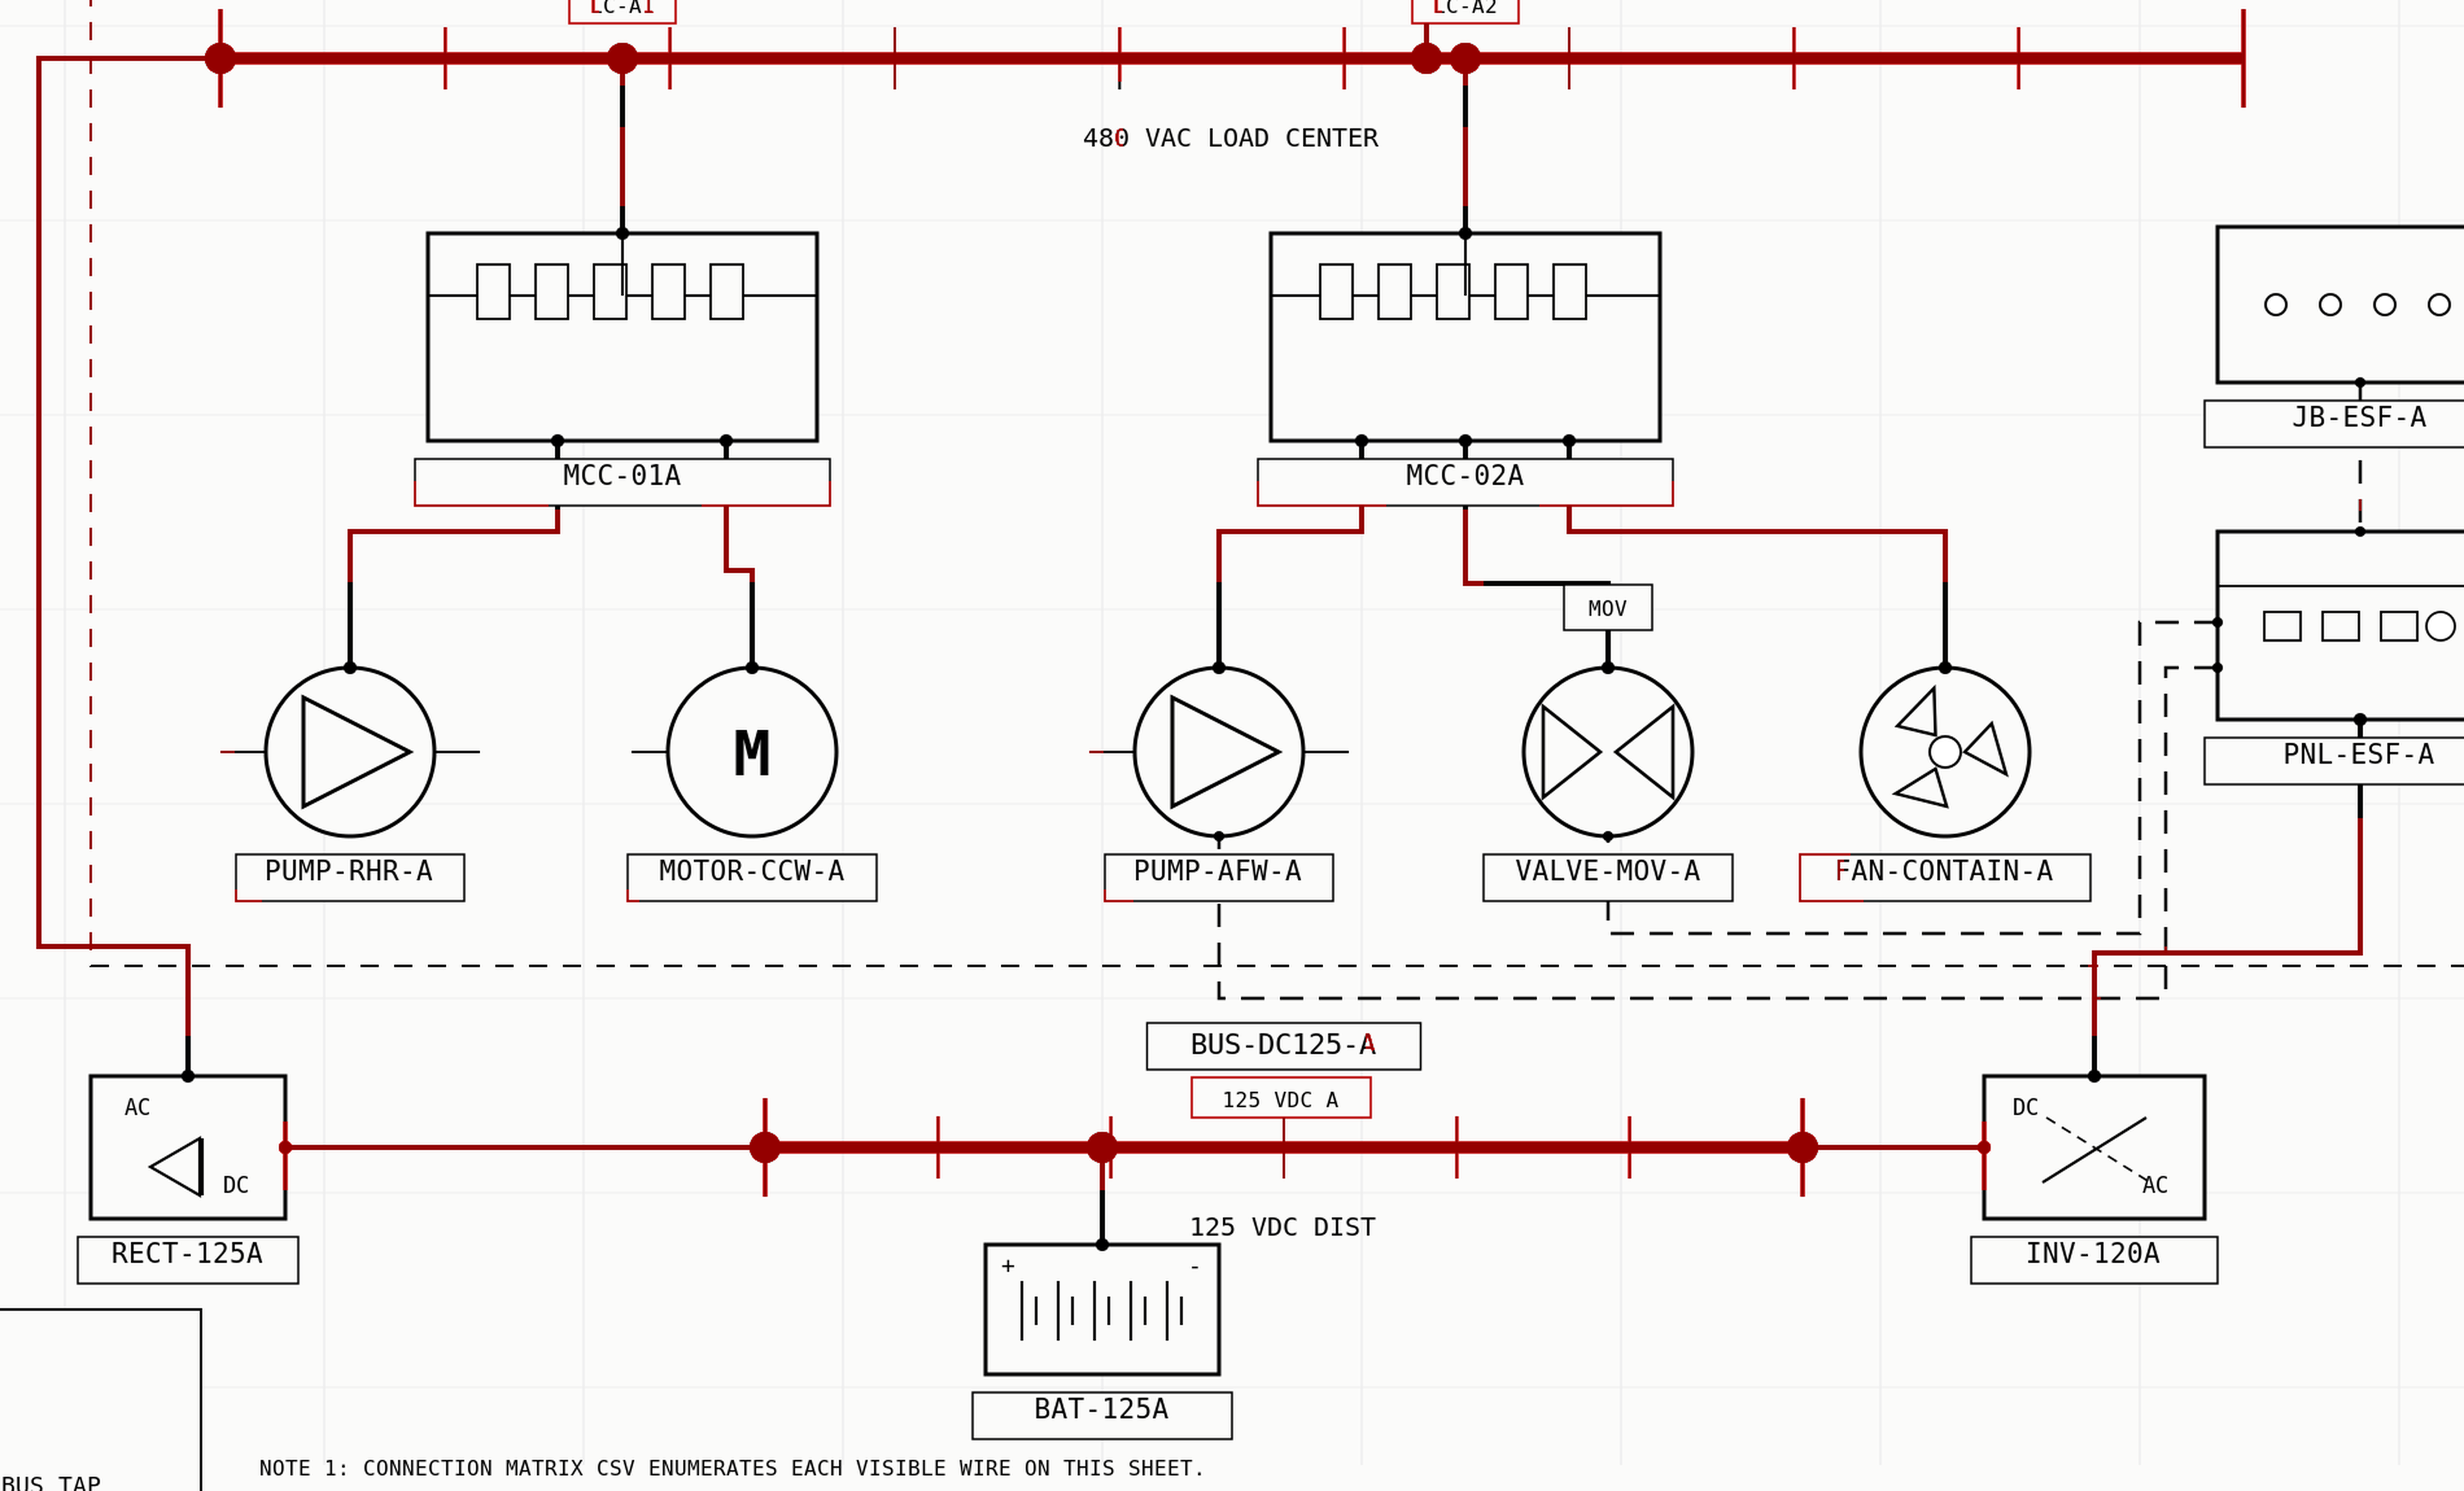 LC-A1
LC-A2
480 VAC LOAD CENTER
JB-ESF-A
MCC-01A
MCC-02A
MOV
M
PNL-ESF-A
PUMP-RHR-A
MOTOR-CCW-A
PUMP-AFW-A
VALVE-MOV-A
FAN-CONTAIN-A
BUS-DC125-A
125 VDC A
AC
DC
DC
AC
125 VDC DIST
RECT-125A
+ -
INV-120A
BAT-125A
NOTE 1: CONNECTION MATRIX CSV ENUMERATES EACH VISIBLE WIRE ON THIS SHEET.
BUS TAP